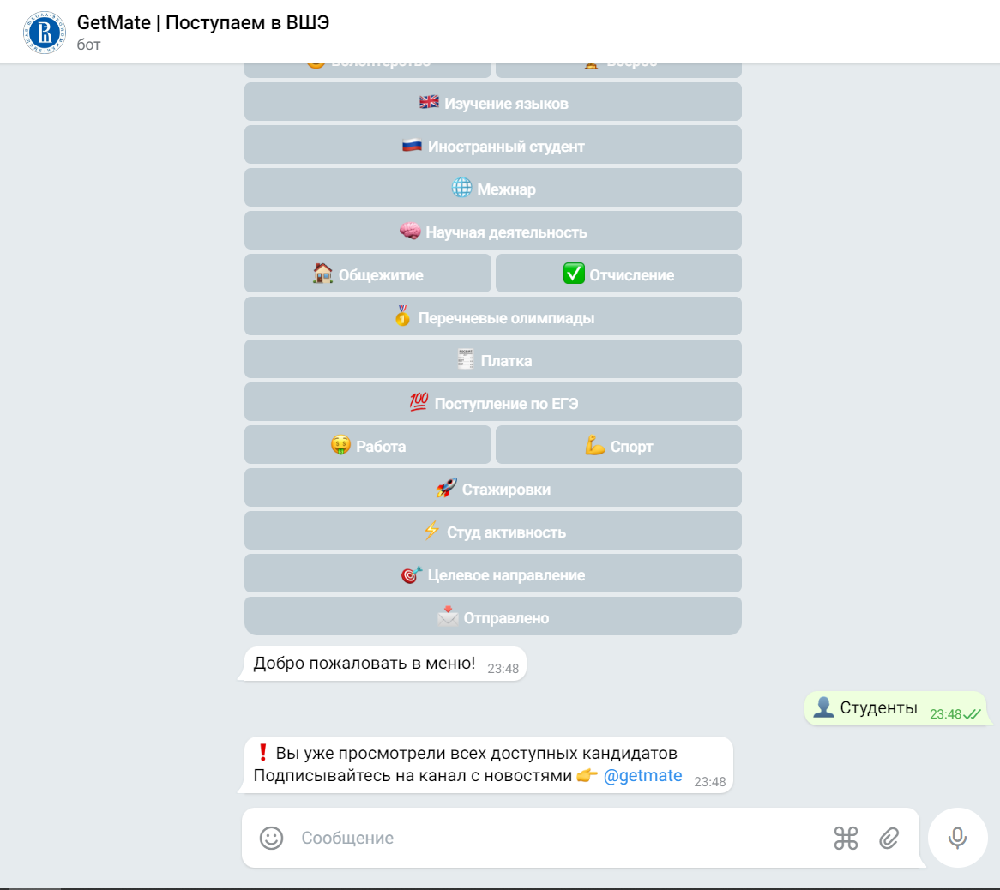 GetMate | Поступаем в ВШЭ
бот
Волонтерство
Всерос
Изучение языков
Иностранный студент
Межнар
Научная деятельность
Общежитие
Отчисление
Перечневые олимпиады
Платка
Поступление по ЕГЭ
Работа
Спорт
Стажировки
Студ активность
Целевое направление
Отправлено
Добро пожаловать в меню! 23:48
Студенты 23:48
Вы уже просмотрели всех доступных кандидатов
Подписывайтесь на канал с новостями @getmate 23:48
Сообщение